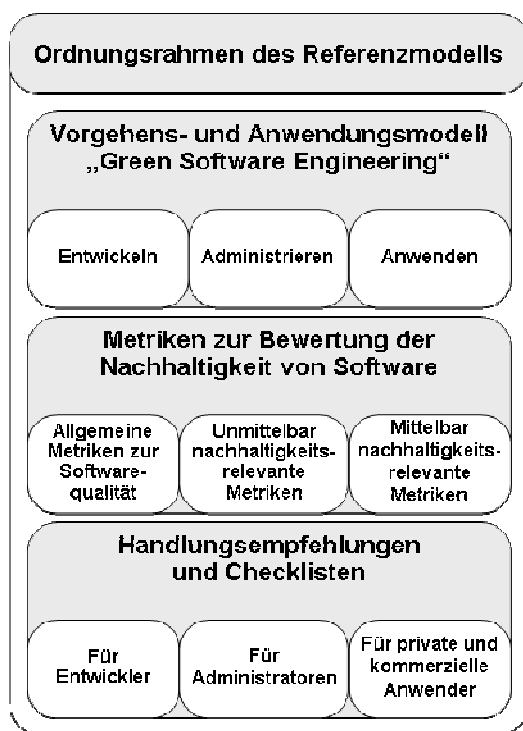 Ordnungsrahmen des Referenzmodells
Vorgehens- und Anwendungsmodell
„Green Software Engineering“
Entwickeln
Administrieren
Anwenden
Metriken zur Bewertung der
Nachhaltigkeit von Software
Allgemeine
Metriken zur
Software-
qualität
Unmittelbar
nachhaltigkeits-
relevante
Metriken
Mittelbar
nachhaltigkeits-
relevante
Metriken
Handlungsempfehlungen
und Checklisten
Für
Entwickler
Für
Administratoren
Für private und
kommerzielle
Anwender